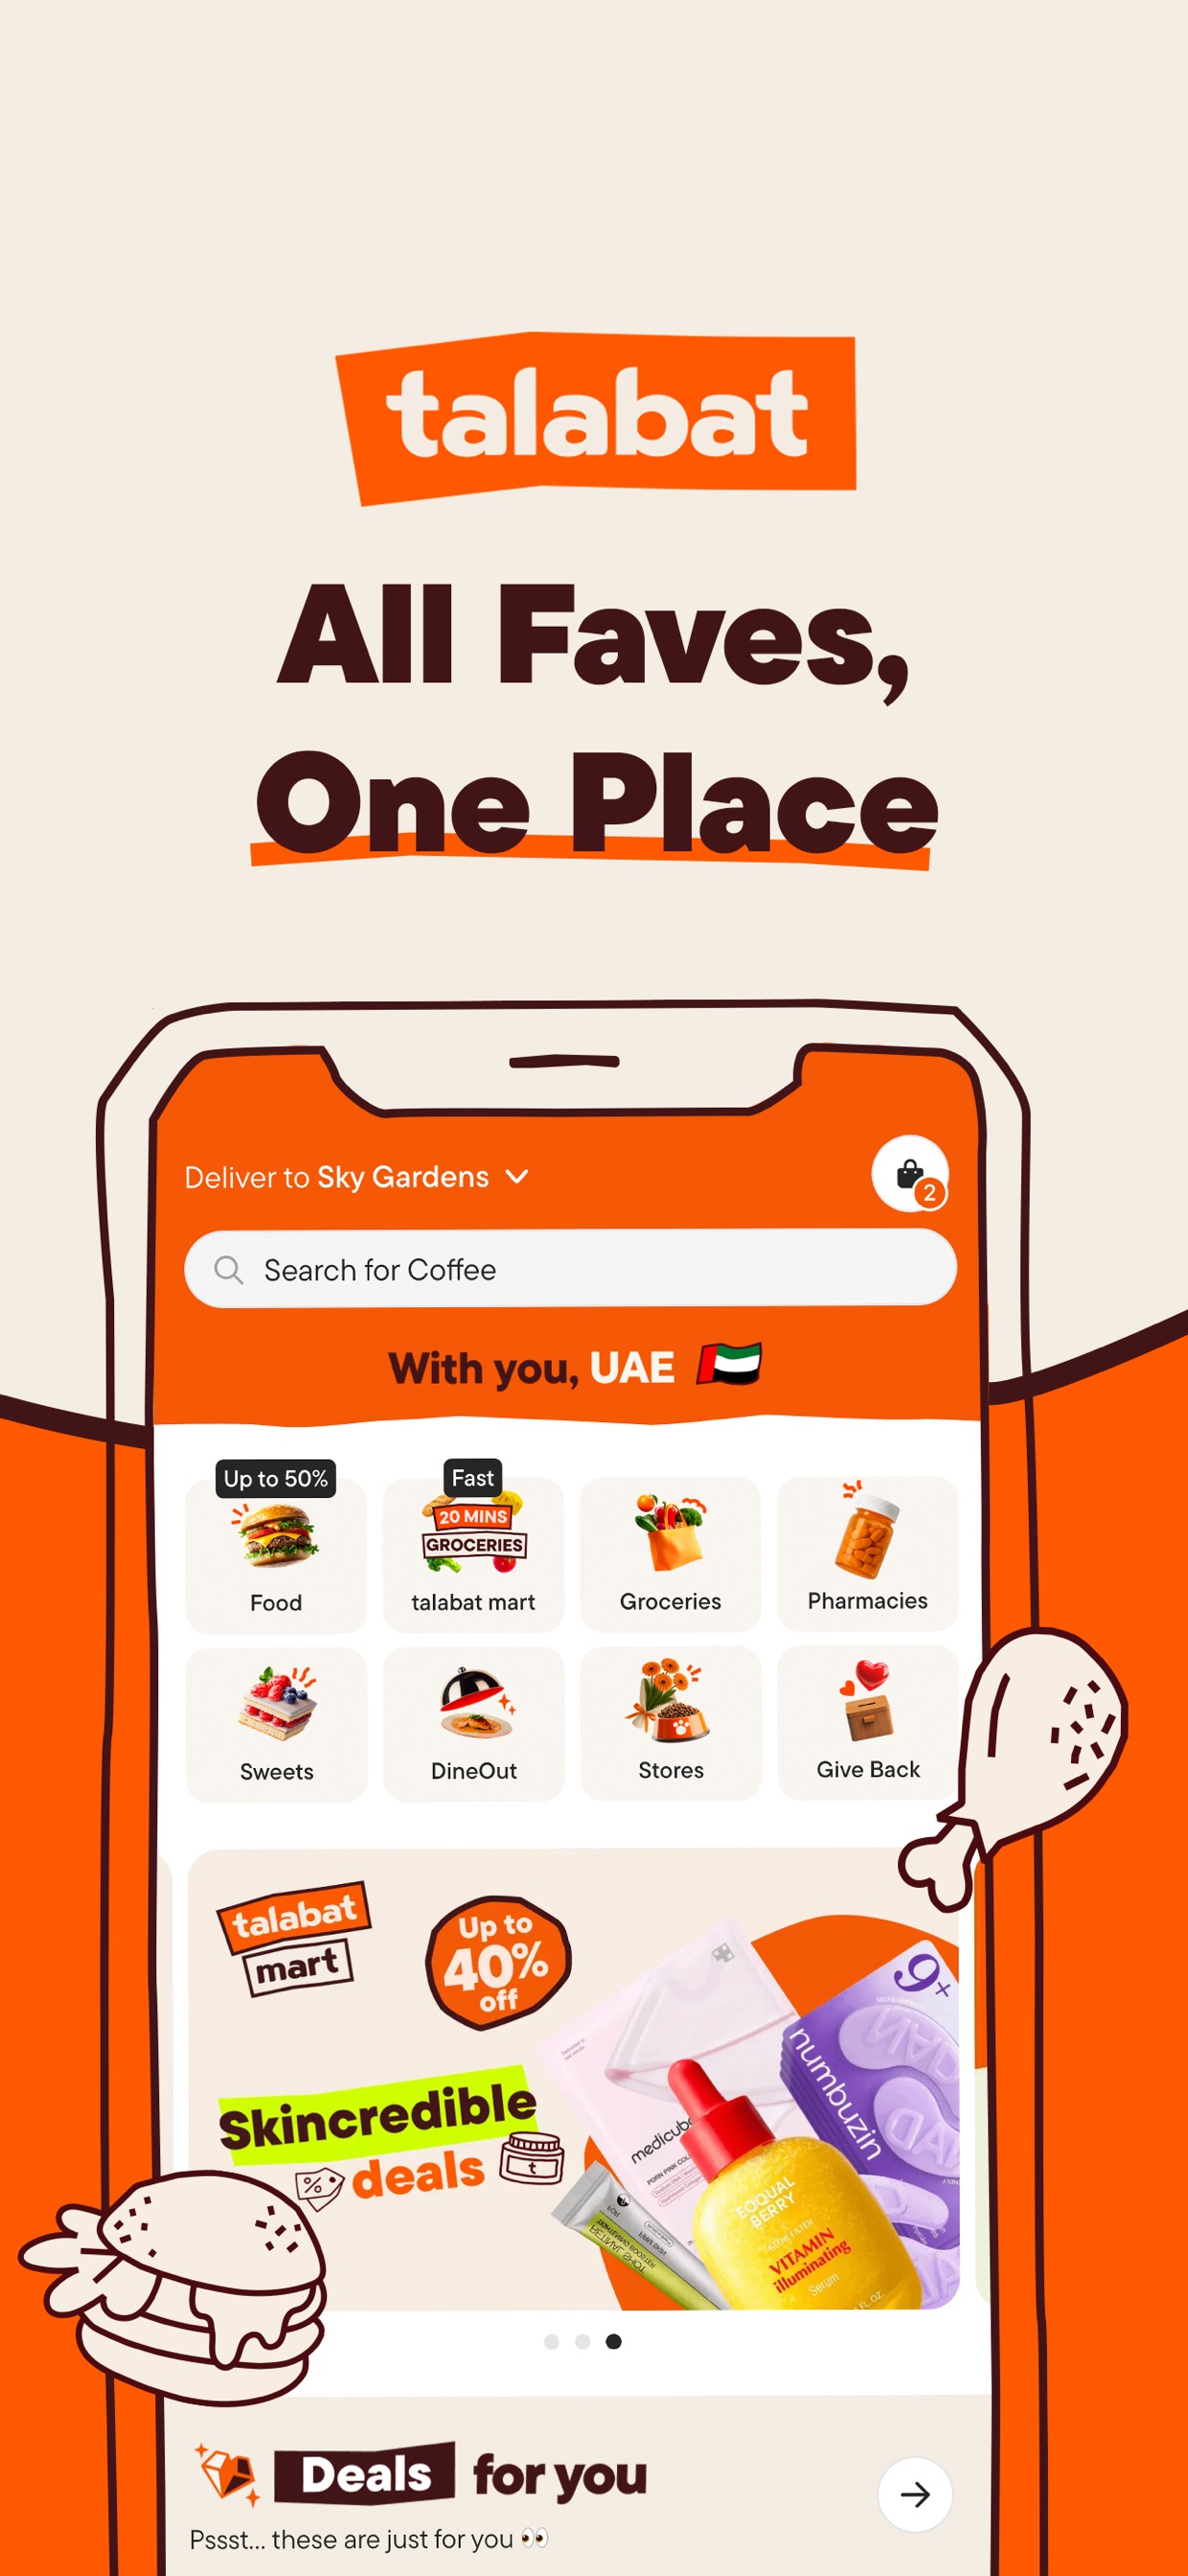 talabat
All Faves,
One Place
Deliver to Sky Gardens
2
Search for Coffee
With you, UAE
Up to 50%
Fast
20 MINS
GROCERIES
Food
talabat mart
Groceries
Pharmacies
Sweets
DineOut
Stores
Give Back
talabat
mart
Up to
40%
off
Skincredible
deals
t
9+
numbuzin
medicube
EQQUAL
BERRY
VITAMIN
illuminating
Serum
FL.OZ.
Deals for you
Pssst... these are just for you 👀